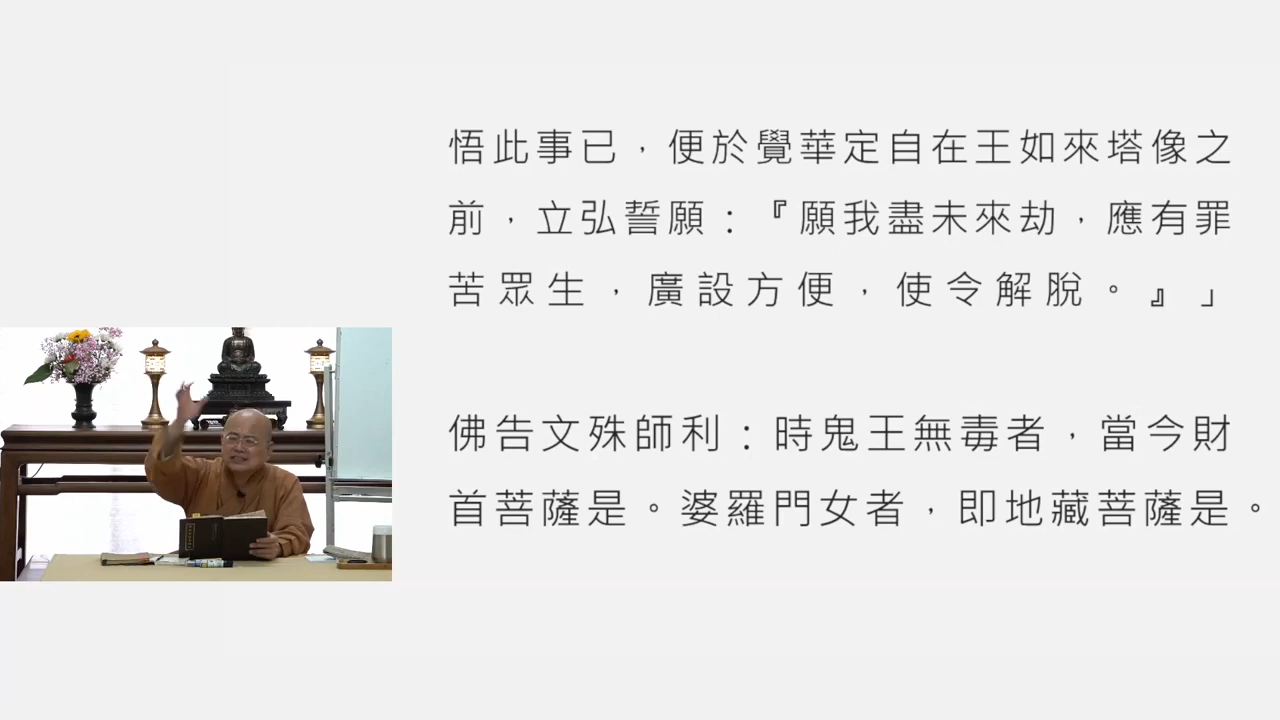 悟此事已，便於覺華定自在王如來塔像之
前，立弘誓願：『願我盡未來劫，應有罪
苦眾生，廣設方便，使令解脫。』」
佛告文殊師利：時鬼王無毒者，當今財
首菩薩是。婆羅門女者，即地藏菩薩是。